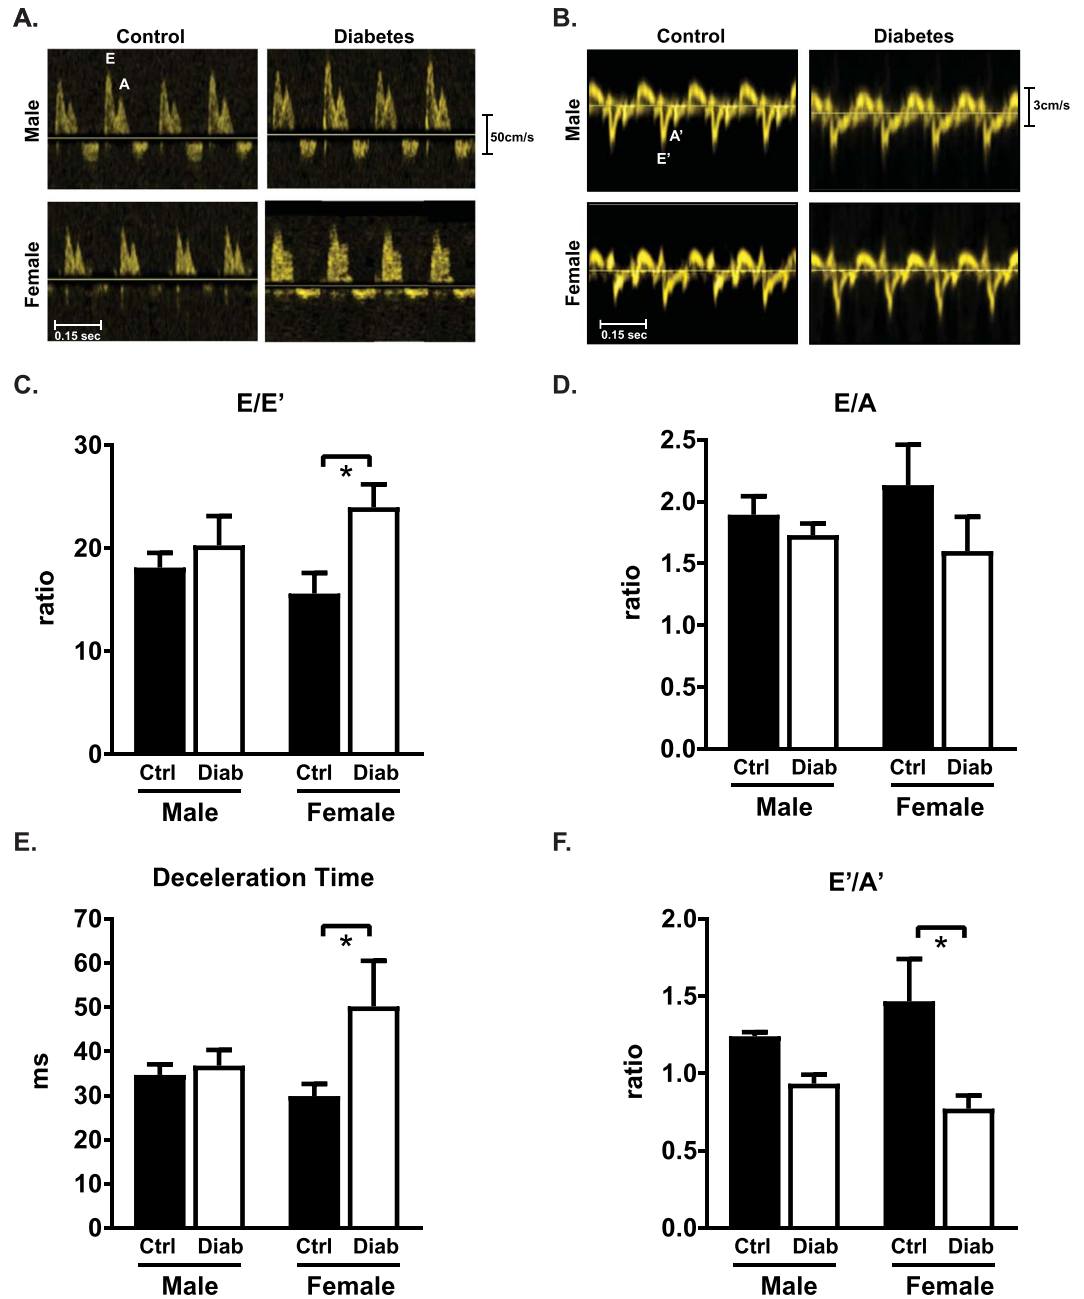 A.
Control
Diabetes
Male
E
A
50cm/s
Female
0.15 sec
B.
Control
Diabetes
Male
A’
E’
3cm/s
Female
0.15 sec
C.
E/E’
30
20
10
0
ratio
*
Ctrl Diab Ctrl Diab
Male Female
D.
E/A
2.5
2.0
1.5
1.0
0.5
0.0
ratio
Ctrl Diab Ctrl Diab
Male Female
E.
Deceleration Time
70
60
50
40
30
20
10
0
ms
*
Ctrl Diab Ctrl Diab
Male Female
F.
E’/A’
2.0
1.5
1.0
0.5
0.0
ratio
*
Ctrl Diab Ctrl Diab
Male Female